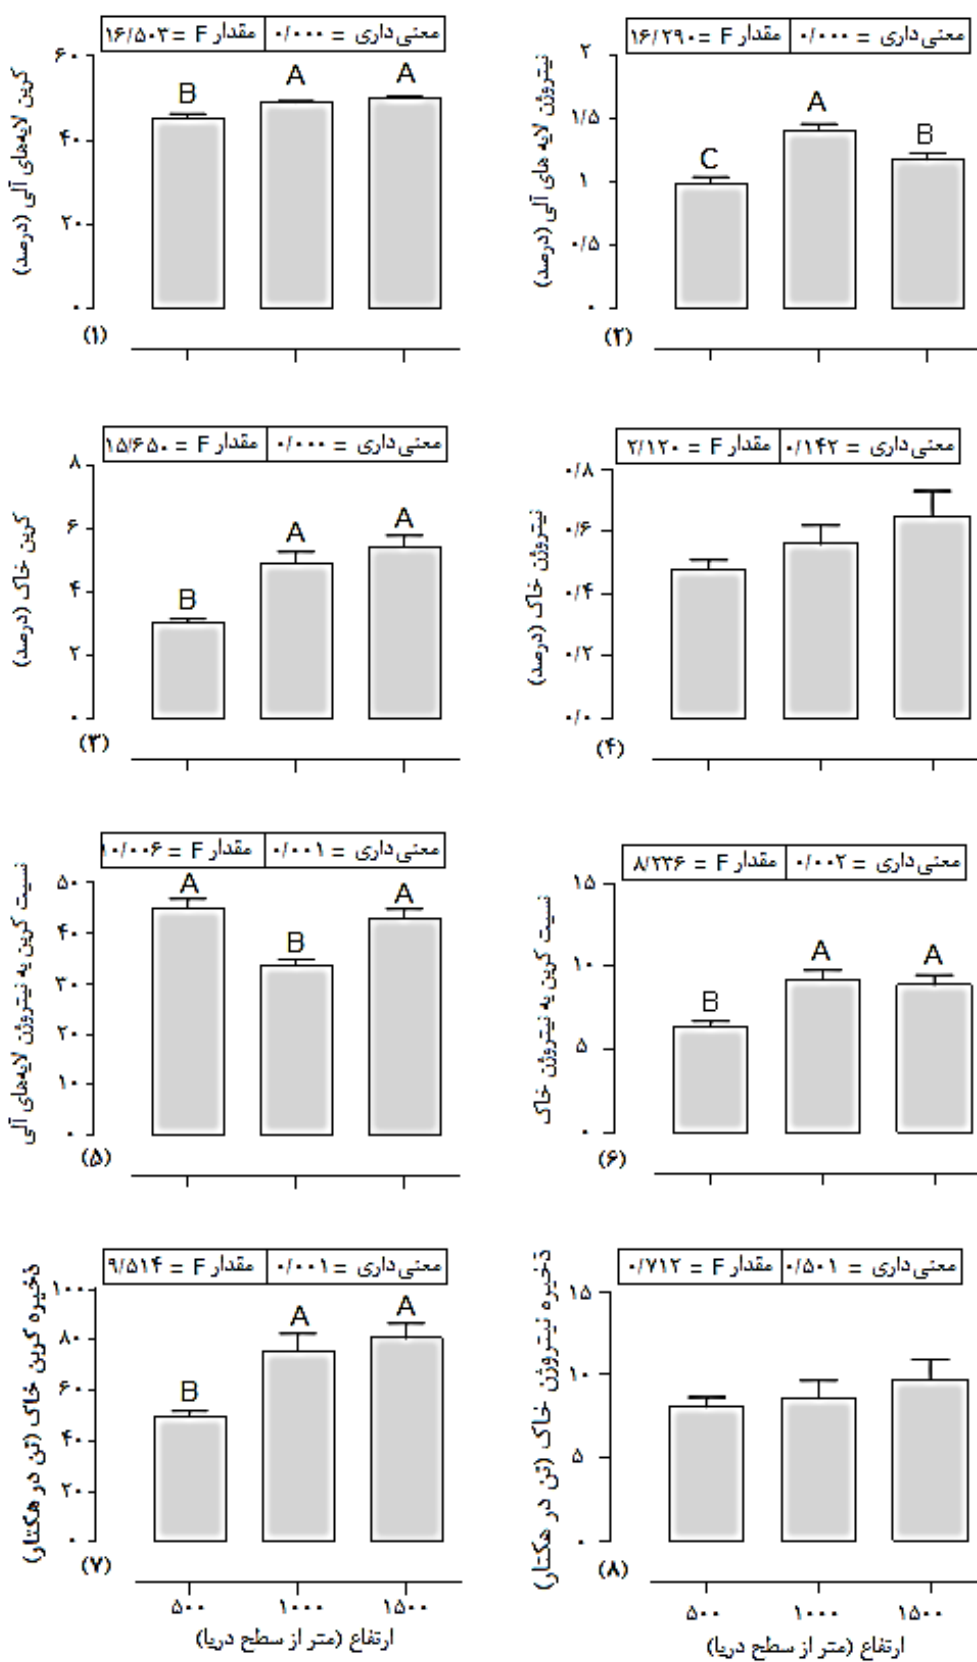 معنی‌داری = ۰/۰۰۰ مقدار F = ۱۶/۵۰۳
کربن لایه‌های آلی (درصد)
۶۰
۴۰
۲۰
۰
B A A
(۱)
معنی‌داری = ۰/۰۰۰ مقدار F = ۱۶/۲۹۰
نیتروژن لایه های آلی (درصد)
۲
۱/۵
۱
۰/۵
۰
C A B
(۲)
معنی‌داری = ۰/۰۰۰ مقدار F = ۱۵/۶۵۰
کربن خاک (درصد)
۸
۶
۴
۲
۰
B A A
(۳)
معنی‌داری = ۰/۱۴۲ مقدار F = ۲/۱۲۰
نیتروژن خاک (درصد)
۰/۸
۰/۶
۰/۴
۰/۲
۰/۰
(۴)
معنی‌داری = ۰/۰۰۱ مقدار F = ۱۰/۰۰۶
نسبت کربن به نیتروژن لایه‌های آلی
۵۰
۴۰
۳۰
۲۰
۱۰
۰
A B A
(۵)
معنی‌داری = ۰/۰۰۲ مقدار F = ۸/۲۳۶
نسبت کربن به نیتروژن خاک
۱۵
۱۰
۵
۰
B A A
(۶)
معنی‌داری = ۰/۰۰۱ مقدار F = ۹/۵۱۴
ذخیره کربن خاک (تن در هکتار)
۱۰۰
۸۰
۶۰
۴۰
۲۰
۰
B A A
(۷)
۵۰۰ ۱۰۰۰ ۱۵۰۰
ارتفاع (متر از سطح دریا)
معنی‌داری = ۰/۵۰۱ مقدار F = ۰/۷۱۲
ذخیره نیتروژن خاک (تن در هکتار)
۱۵
۱۰
۵
۰
(۸)
۵۰۰ ۱۰۰۰ ۱۵۰۰
ارتفاع (متر از سطح دریا)